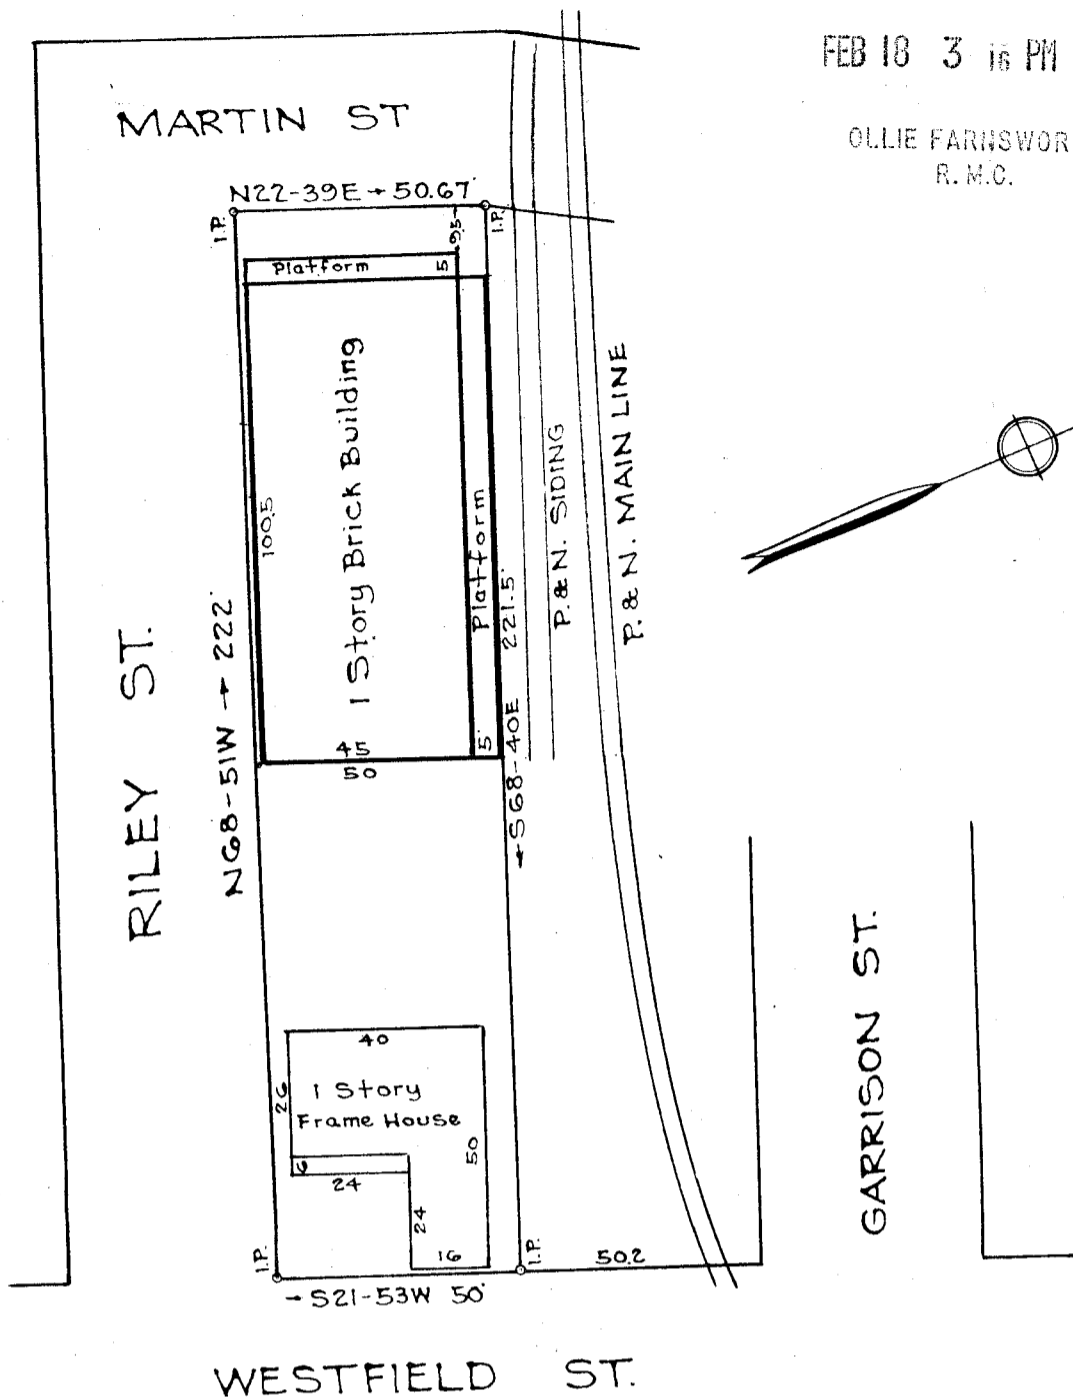 FEB 18 3 16 PM
OLLIE FARNSWOR
R. M.C.
MARTIN ST
N22-39E → 50.67'
I.P.
I.P.
9.5
Platform
5
1 Story Brick Building
100.5
Platform
5'
45
50
RILEY ST.
N68-51W → 222'
← S68-40E 221.5'
P. & N. SIDING
P. & N. MAIN LINE
GARRISON ST.
40
1 Story
Frame House
26
6
24
24
16
50
I.P.
I.P.
50.2
← S21-53W 50'
WESTFIELD ST.